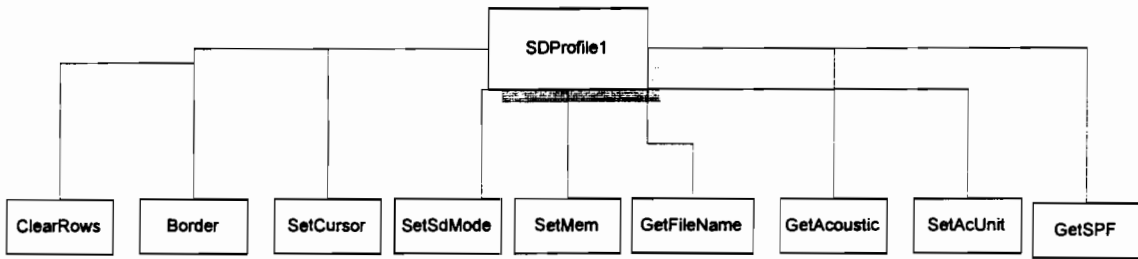 SDProfile1
ClearRows
Border
SetCursor
SetSdMode
SetMem
GetFileName
GetAcoustic
SetAcUnit
GetSPF